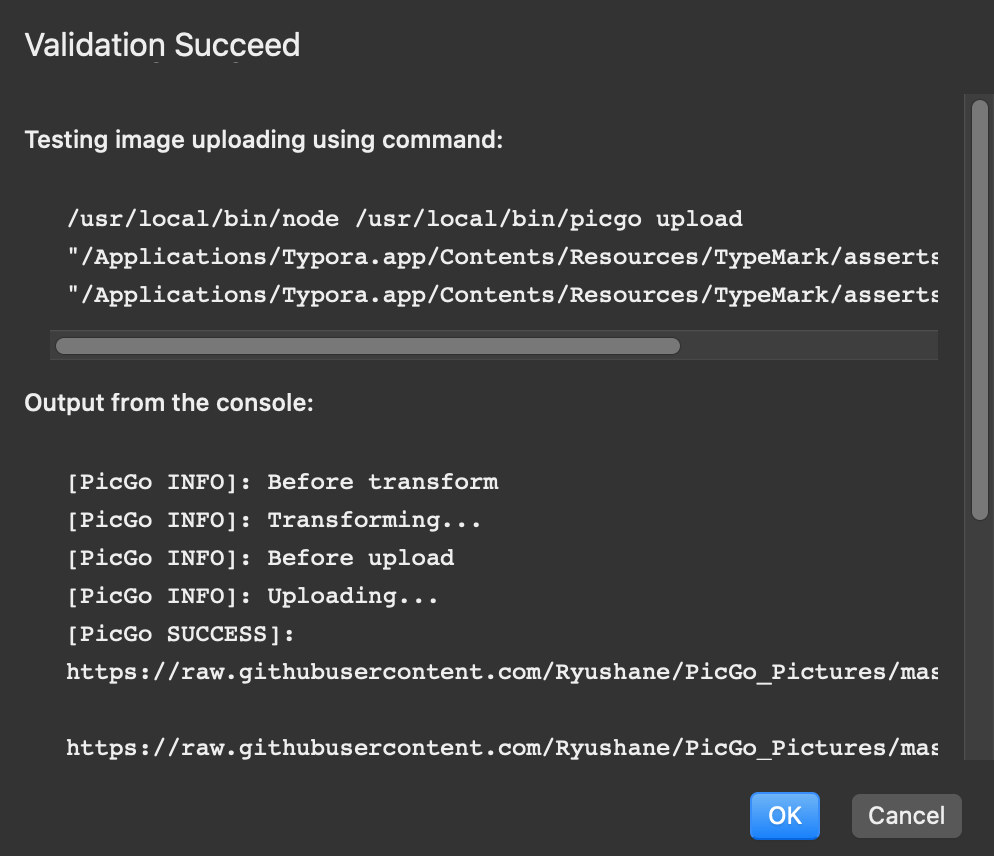 Validation Succeed
Testing image uploading using command:
/usr/local/bin/node /usr/local/bin/picgo upload
"/Applications/Typora.app/Contents/Resources/TypeMark/asserts
"/Applications/Typora.app/Contents/Resources/TypeMark/asserts
Output from the console:
[PicGo INFO]: Before transform
[PicGo INFO]: Transforming...
[PicGo INFO]: Before upload
[PicGo INFO]: Uploading...
[PicGo SUCCESS]:
https://raw.githubusercontent.com/Ryushane/PicGo_Pictures/mas
https://raw.githubusercontent.com/Ryushane/PicGo_Pictures/mas
OK Cancel